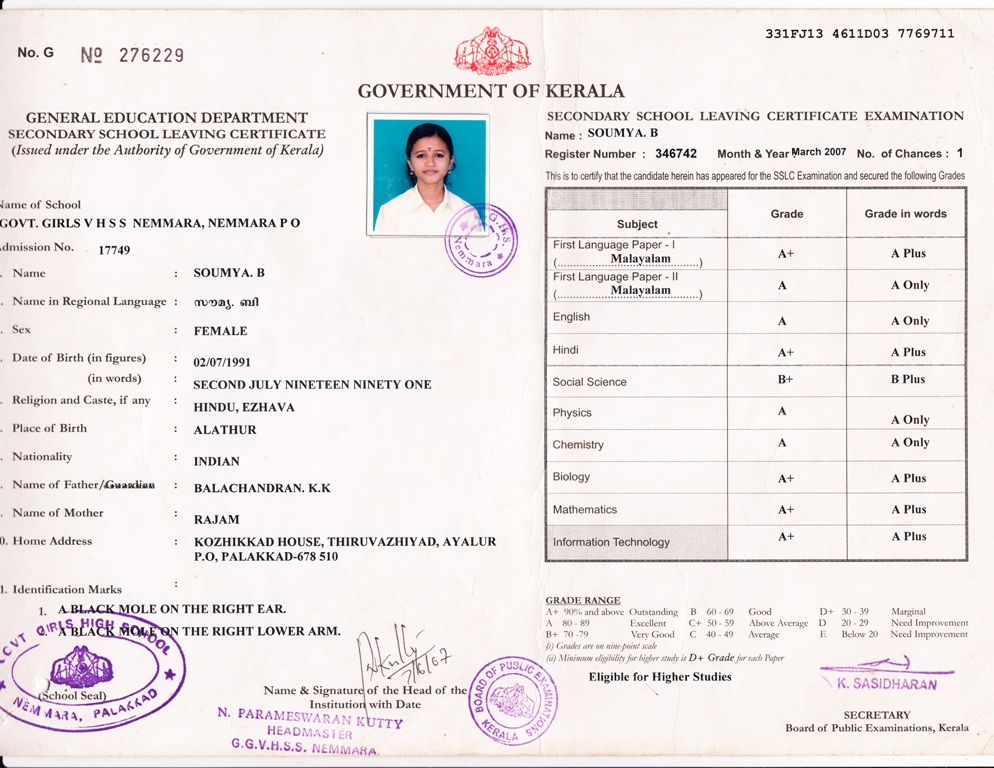 No. G № 276229
331FJ13 4611D03 7769711
GOVERNMENT OF KERALA
GENERAL EDUCATION DEPARTMENT
SECONDARY SCHOOL LEAVING CERTIFICATE
(Issued under the Authority of Government of Kerala)
Name of School
GOVT. GIRLS V H S S NEMMARA, NEMMARA P O
Admission No. 17749
. Name : SOUMYA. B
. Name in Regional Language : സൗമ്യ. ബി
. Sex : FEMALE
. Date of Birth (in figures) : 02/07/1991
(in words) : SECOND JULY NINETEEN NINETY ONE
. Religion and Caste, if any : HINDU, EZHAVA
. Place of Birth : ALATHUR
. Nationality : INDIAN
. Name of Father/Guardian : BALACHANDRAN. K.K
. Name of Mother : RAJAM
0. Home Address : KOZHIKKAD HOUSE, THIRUVAZHIYAD, AYALUR
P.O, PALAKKAD-678 510
1. Identification Marks :
1. A BLACK MOLE ON THE RIGHT EAR.
2. A BLACK MOLE ON THE RIGHT LOWER ARM.
GOVT GIRLS HIGH SCHOOL
(School Seal)
NEMMARA, PALAKKAD
Name & Signature of the Head of the
Institution with Date
N. PARAMESWARAN KUTTY
HEADMASTER
G.G.V.H.S.S. NEMMARA.
G.H.S.
Nemmara
SECONDARY SCHOOL LEAVING CERTIFICATE EXAMINATION
Name : SOUMYA. B
Register Number : 346742 Month & Year March 2007 No. of Chances : 1
This is to certify that the candidate herein has appeared for the SSLC Examination and secured the following Grades
Subject Grade Grade in words
First Language Paper - I
(Malayalam) A+ A Plus
First Language Paper - II
(Malayalam) A A Only
English A A Only
Hindi A+ A Plus
Social Science B+ B Plus
Physics A A Only
Chemistry A A Only
Biology A+ A Plus
Mathematics A+ A Plus
Information Technology A+ A Plus
GRADE RANGE
A+ 90% and above Outstanding B 60 - 69 Good D+ 30 - 39 Marginal
A 80 - 89 Excellent C+ 50 - 59 Above Average D 20 - 29 Need Improvement
B+ 70 -79 Very Good C 40 - 49 Average E Below 20 Need Improvement
(i) Grades are on nine-point scale
(ii) Minimum eligibility for higher study is D+ Grade for each Paper
Eligible for Higher Studies
BOARD OF PUBLIC EXAMINATIONS
KERALA
K. SASIDHARAN
SECRETARY
Board of Public Examinations, Kerala